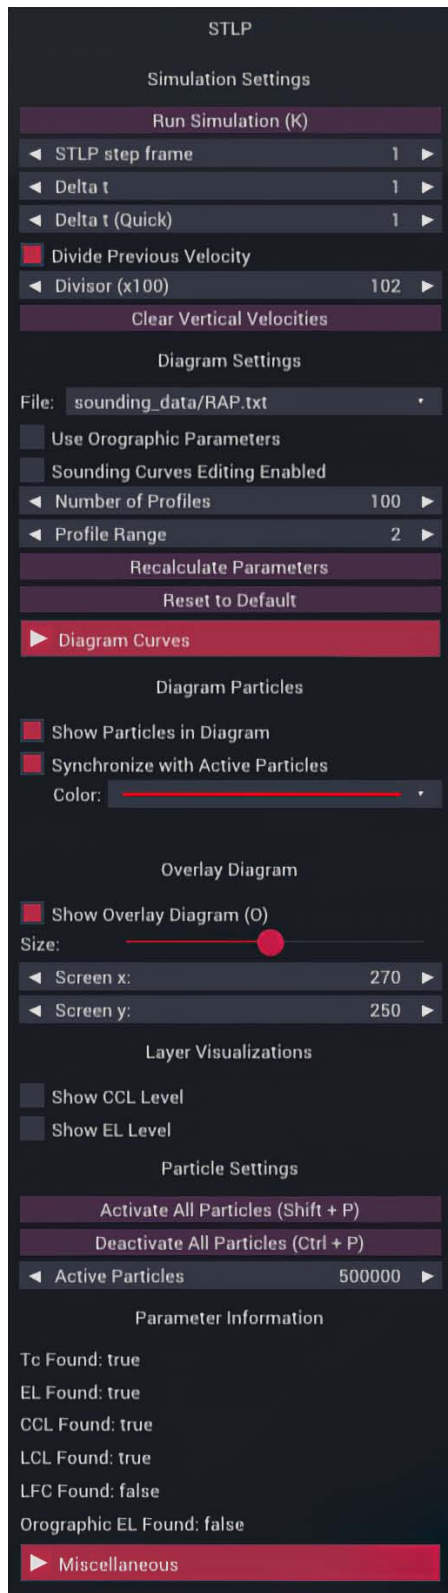 STLP
Simulation Settings
Run Simulation (K)
STLP step frame 1
Delta t 1
Delta t (Quick) 1
Divide Previous Velocity
Divisor (x100) 102
Clear Vertical Velocities
Diagram Settings
File: sounding_data/RAP.txt
Use Orographic Parameters
Sounding Curves Editing Enabled
Number of Profiles 100
Profile Range 2
Recalculate Parameters
Reset to Default
Diagram Curves
Diagram Particles
Show Particles in Diagram
Synchronize with Active Particles
Color:
Overlay Diagram
Show Overlay Diagram (O)
Size:
Screen x: 270
Screen y: 250
Layer Visualizations
Show CCL Level
Show EL Level
Particle Settings
Activate All Particles (Shift + P)
Deactivate All Particles (Ctrl + P)
Active Particles 500000
Parameter Information
Tc Found: true
EL Found: true
CCL Found: true
LCL Found: true
LFC Found: false
Orographic EL Found: false
Miscellaneous